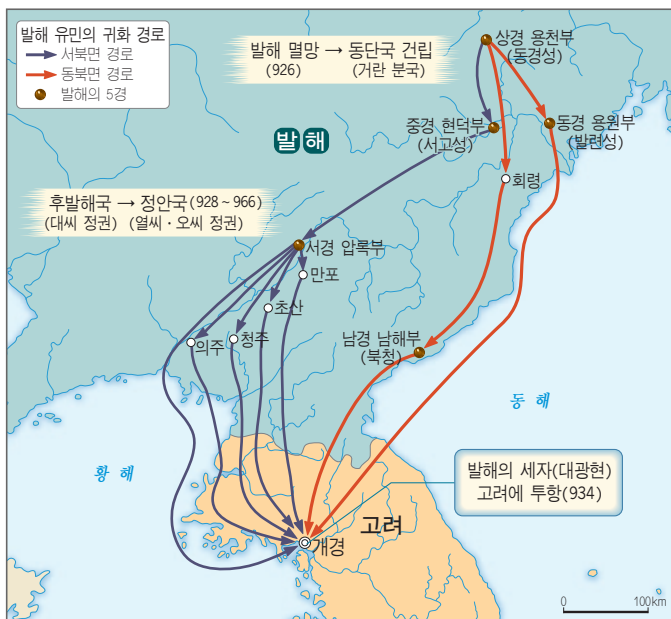 발해 유민의 귀화 경로
서북면 경로
동북면 경로
발해의 5경
발해 멸망 → 동단국 건립
(926) (거란 분국)
상경 용천부
(동경성)
중경 현덕부
(서고성)
동경 용원부
(팔련성)
발해
회령
후발해국 → 정안국(928~966)
(대씨 정권) (열씨·오씨 정권)
서경 압록부
만포
초산
청주
의주
남경 남해부
(북청)
동해
황해
발해의 세자(대광현)
고려에 투항(934)
고려
개경
0 100km